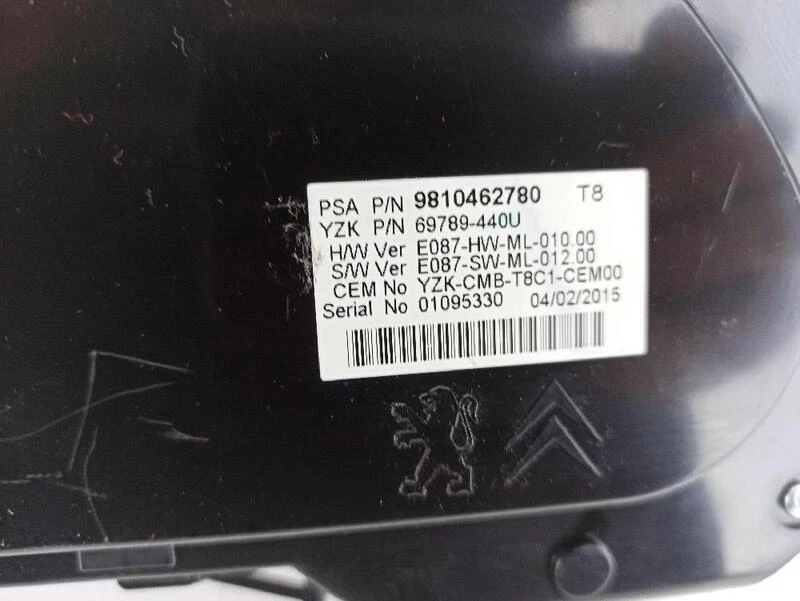 PSA P/N 9810462780 T8
YZK P/N 69789-440U
H/W Ver E087-HW-ML-010.00
S/W Ver E087-SW-ML-012.00
CEM No YZK-CMB-T8C1-CEM00
Serial No 01095330 04/02/2015